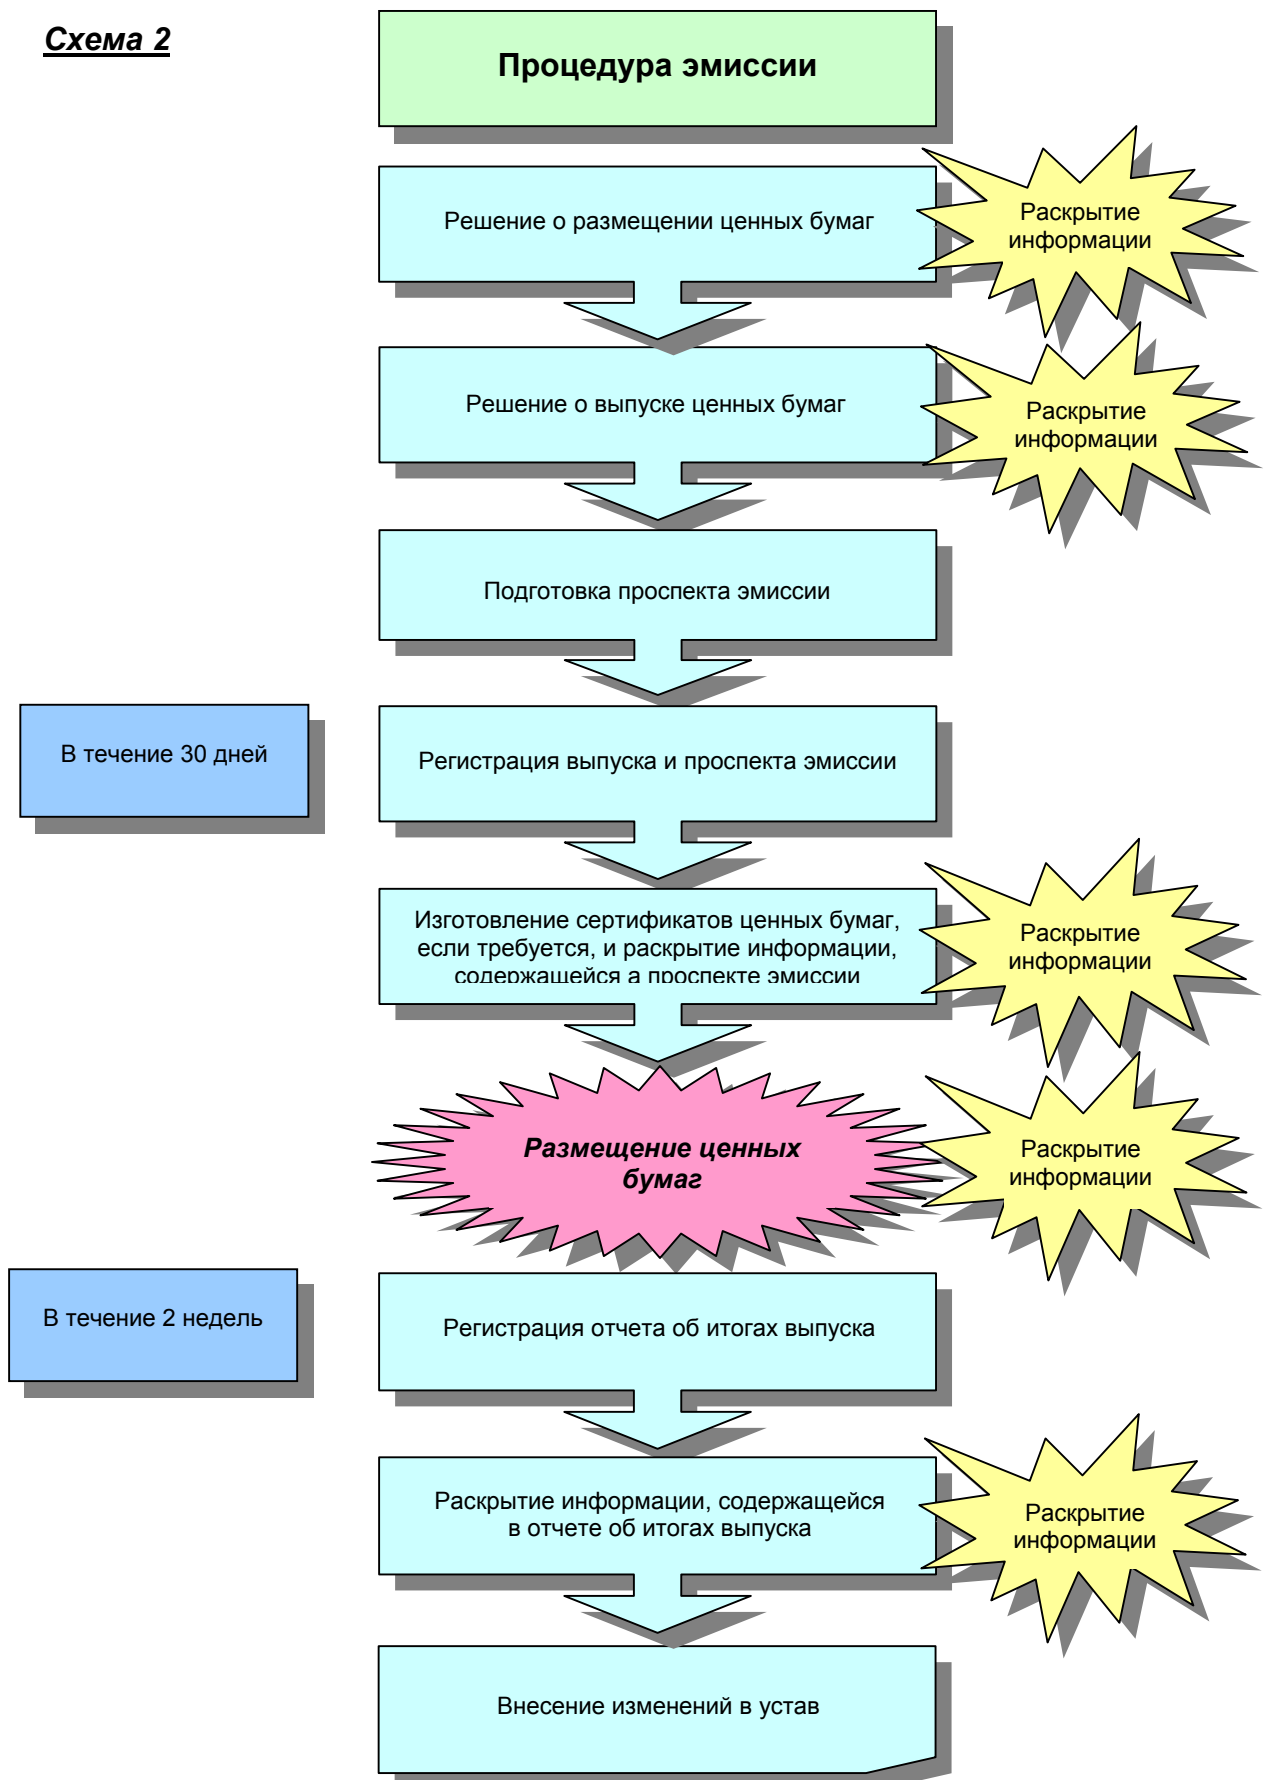 Схема 2
Процедура эмиссии
Решение о размещении ценных бумаг
Раскрытие
информации
Решение о выпуске ценных бумаг
Раскрытие
информации
Подготовка проспекта эмиссии
В течение 30 дней
Регистрация выпуска и проспекта эмиссии
Изготовление сертификатов ценных бумаг,
если требуется, и раскрытие информации,
содержащейся а проспекте эмиссии
Раскрытие
информации
Размещение ценных
бумаг
Раскрытие
информации
В течение 2 недель
Регистрация отчета об итогах выпуска
Раскрытие информации, содержащейся
в отчете об итогах выпуска
Раскрытие
информации
Внесение изменений в устав